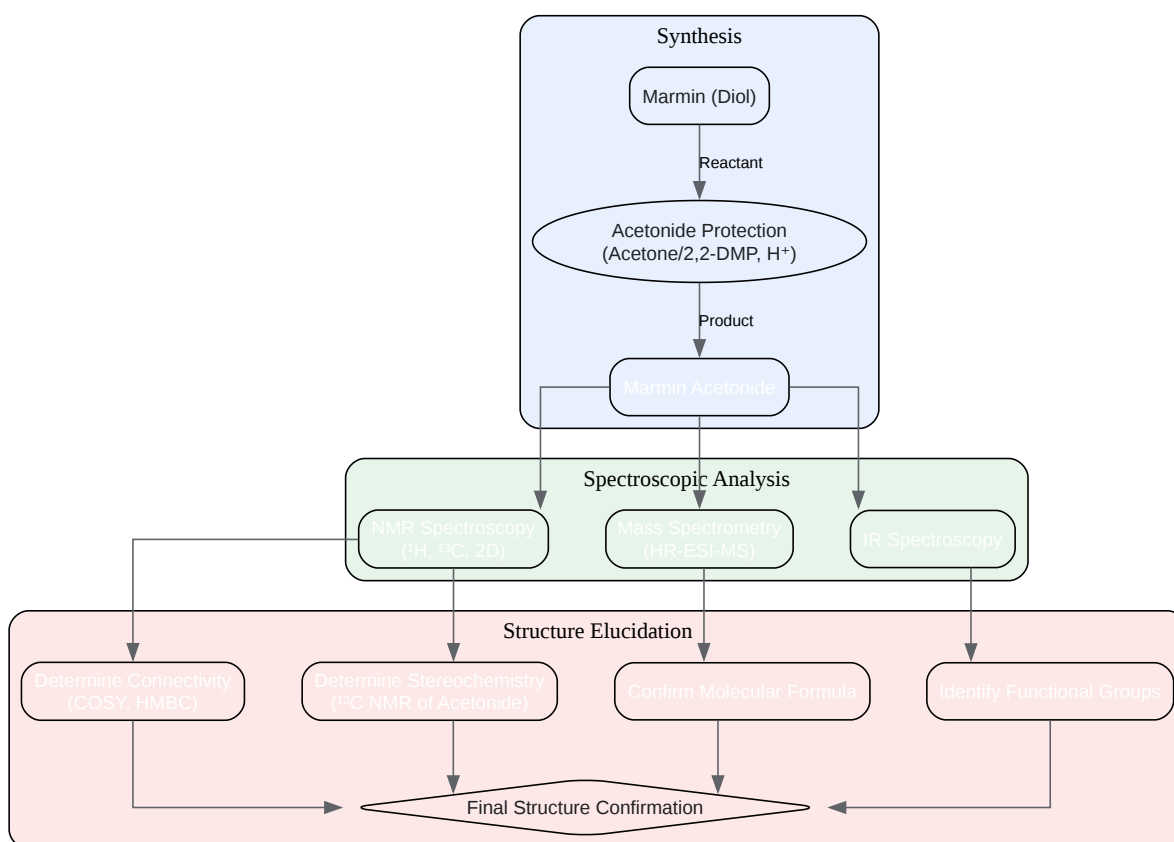 Synthesis
Marmin (Diol)
Reactant
Acetonide Protection
(Acetone/2,2-DMP, H⁺)
Product
Marmin Acetonide
Spectroscopic Analysis
NMR Spectroscopy
(¹H, ¹³C, 2D)
Mass Spectrometry
(HR-ESI-MS)
IR Spectroscopy
Structure Elucidation
Determine Connectivity
(COSY, HMBC)
Determine Stereochemistry
(¹³C NMR of Acetonide)
Confirm Molecular Formula
Identify Functional Groups
Final Structure Confirmation